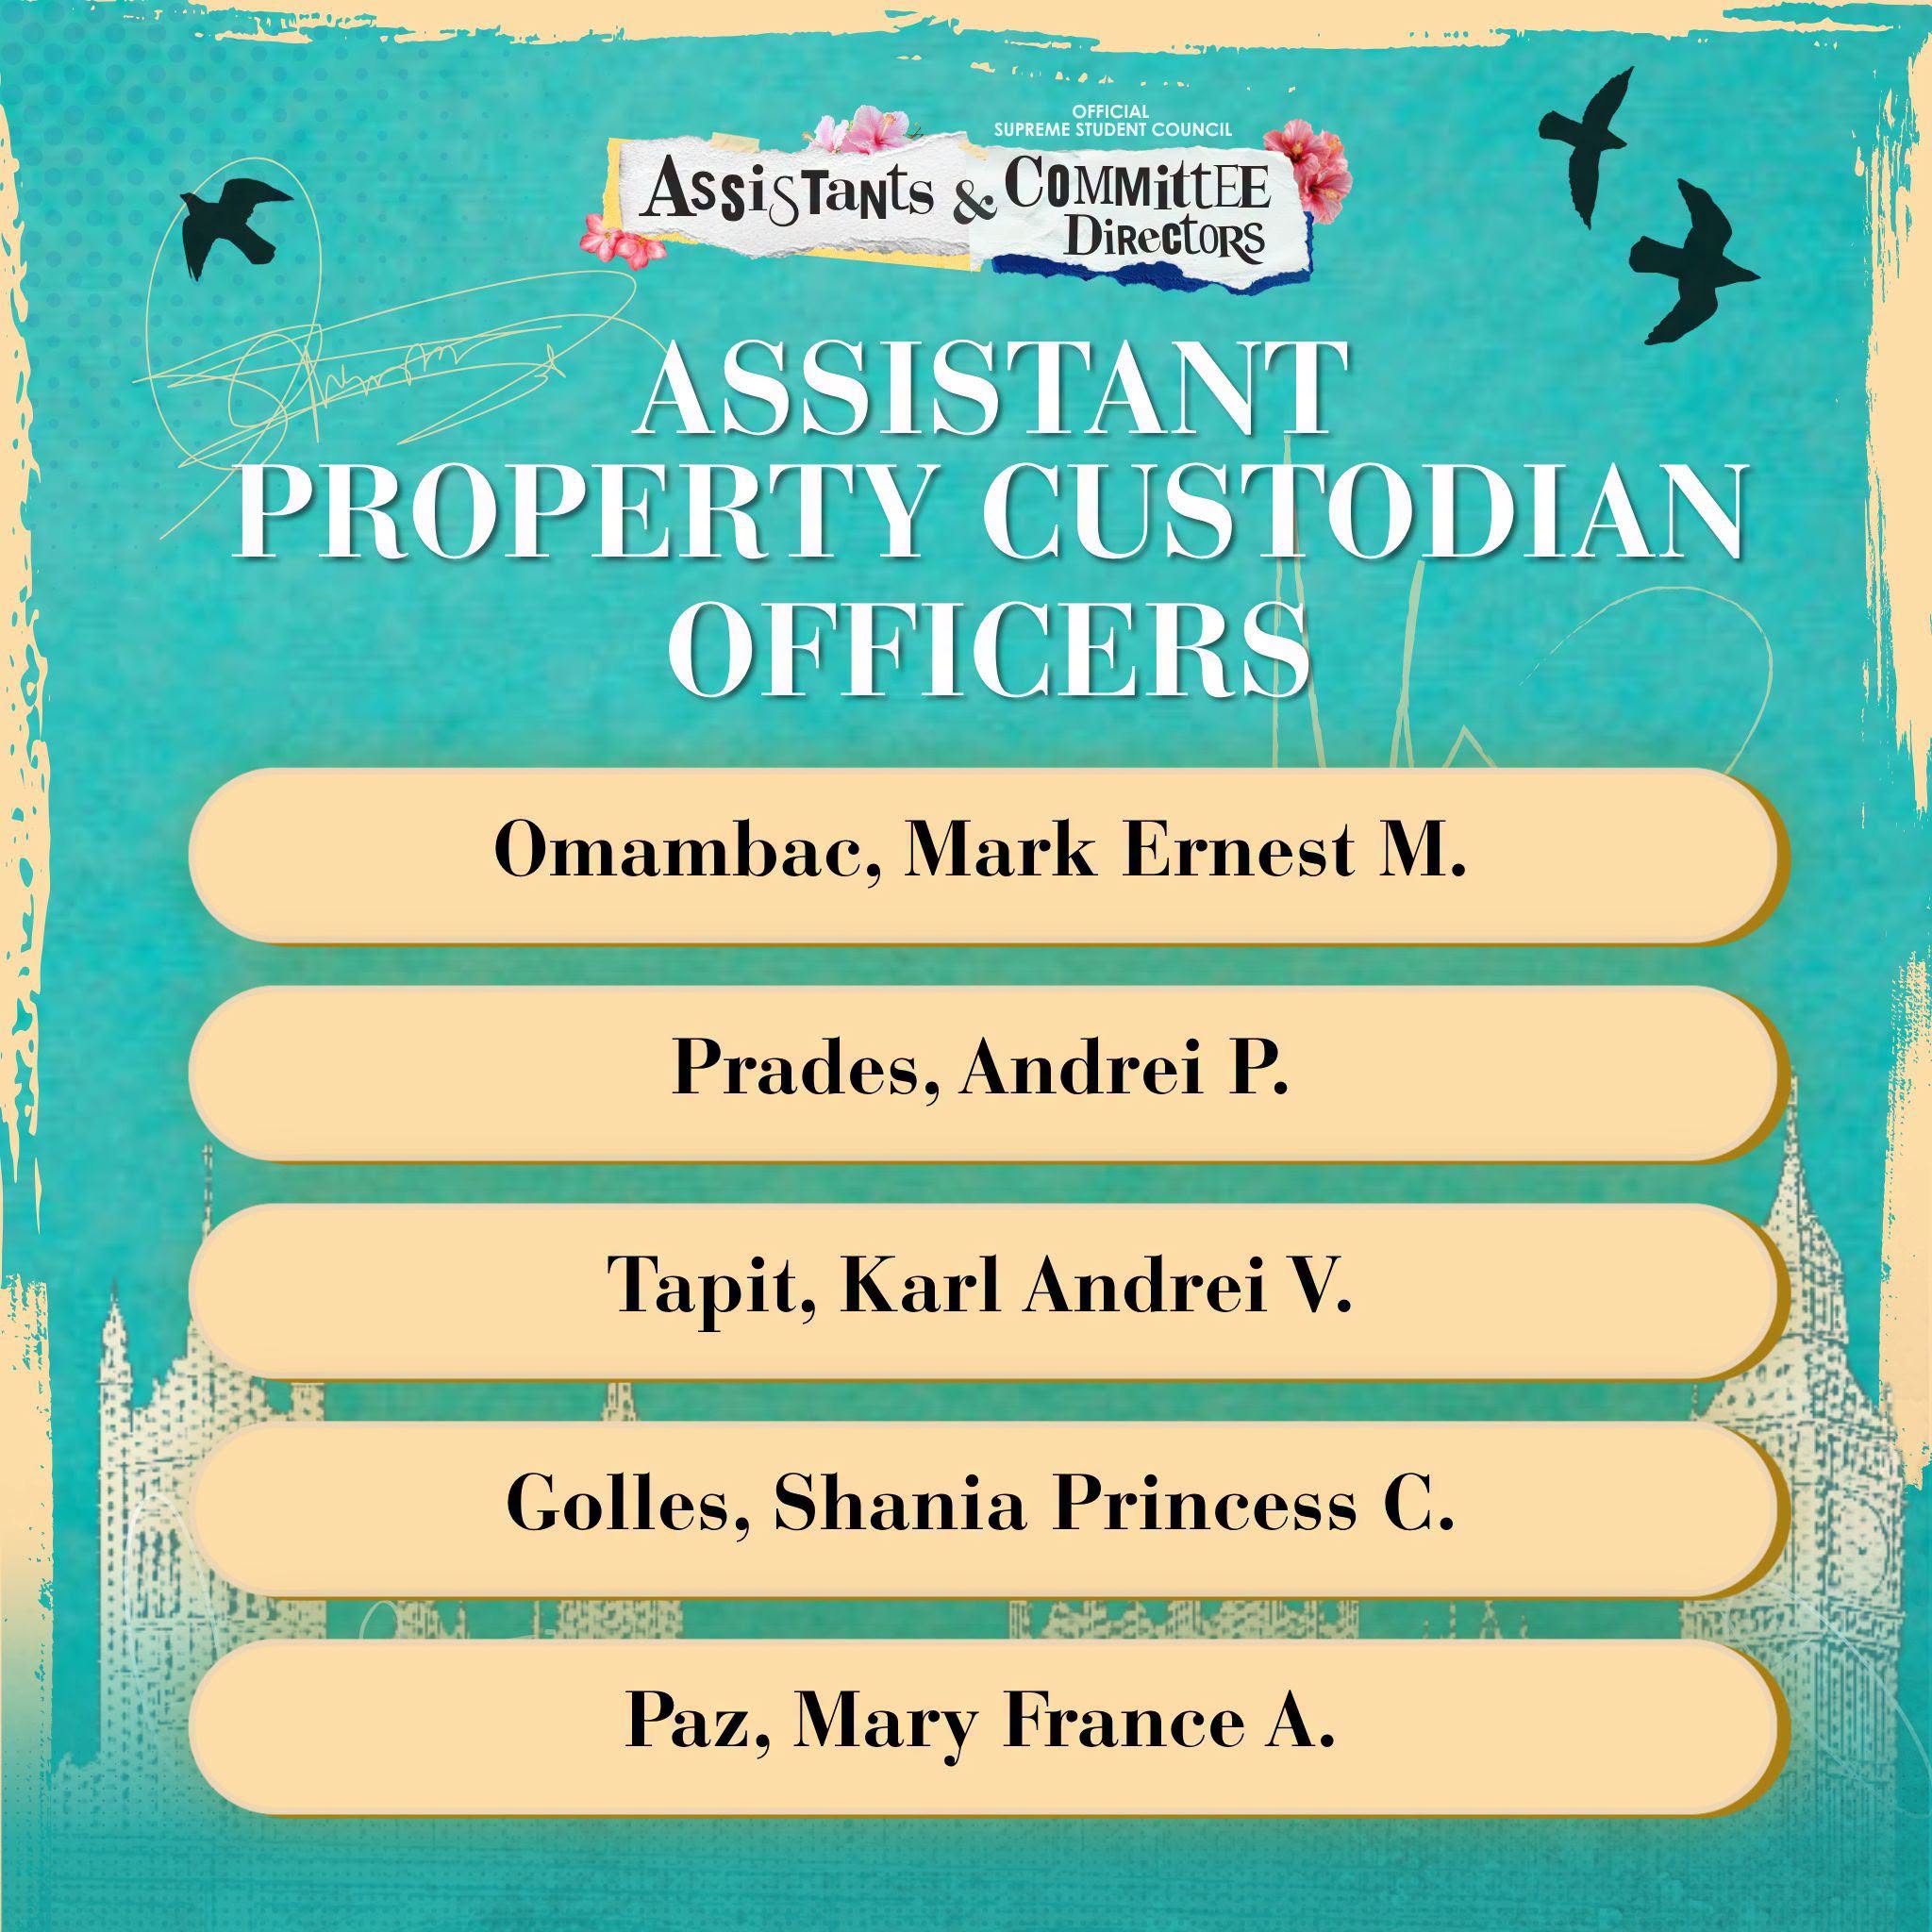 OFFICIAL
SUPREME STUDENT COUNCIL
AssisTants & CoMMittEE
DiRectoRS
ASSISTANT
PROPERTY CUSTODIAN
OFFICERS
Omambac, Mark Ernest M.
Prades, Andrei P.
Tapit, Karl Andrei V.
Golles, Shania Princess C.
Paz, Mary France A.